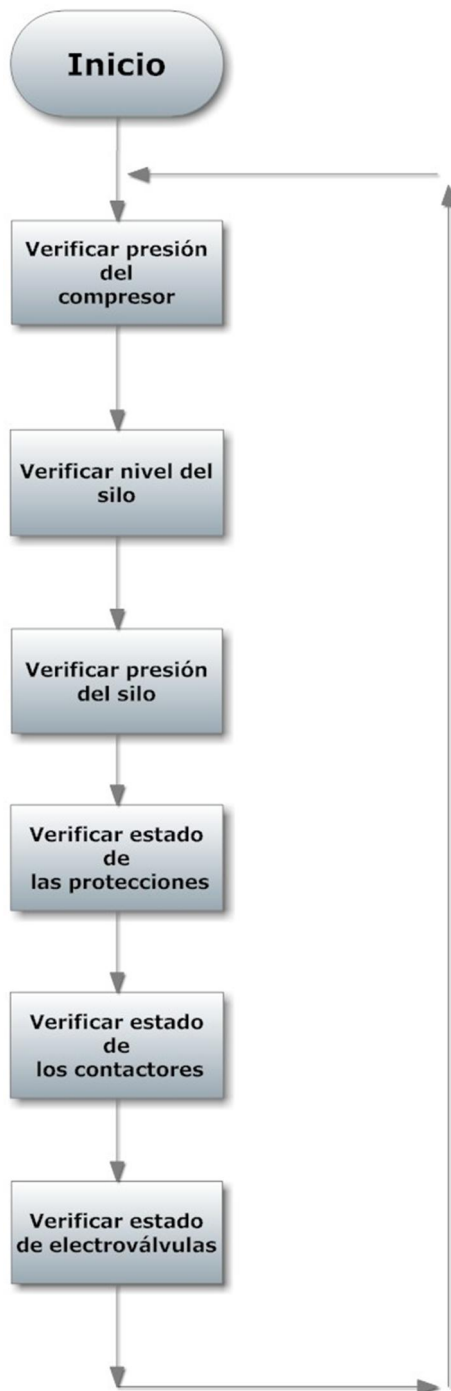 Inicio
Verificar presión
del
compresor
Verificar nivel del
silo
Verificar presión
del silo
Verificar estado
de
las protecciones
Verificar estado
de
los contactores
Verificar estado
de electroválvulas